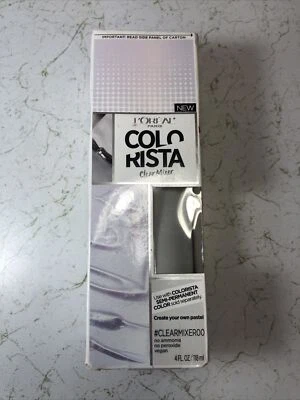 IMPORTANT! READ SIDE PANEL OF CARTON
NEW
L'ORÉAL
PARIS
COLO
RISTA
Clear Mixer
Use with COLORISTA
SEMI-PERMANENT
COLOR sold separately.
Create your own pastel
#CLEARMIXER00
no ammonia
no peroxide
vegan
4 FL OZ/118 ml